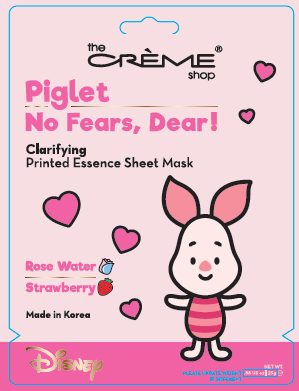 the
CRÈME®
shop
Piglet
No Fears, Dear!
Clarifying
Printed Essence Sheet Mask
Rose Water
Strawberry
Made in Korea
Disney
NET WT.